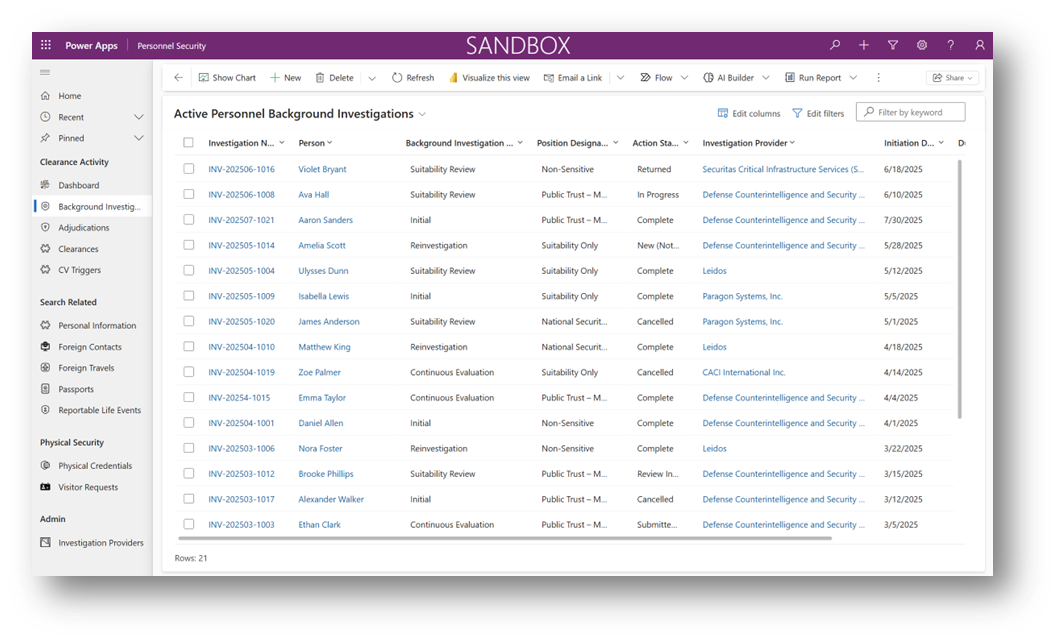 Power Apps Personnel Security SANDBOX
Show Chart New Delete Refresh Visualize this view Email a Link Flow AI Builder Run Report Share
Home
Recent
Pinned
Clearance Activity
Dashboard
Background Investig...
Adjudications
Clearances
CV Triggers
Search Related
Personal Information
Foreign Contacts
Foreign Travels
Passports
Reportable Life Events
Physical Security
Physical Credentials
Visitor Requests
Admin
Investigation Providers
Active Personnel Background Investigations Edit columns Edit filters Filter by keyword
Investigation N... Person Background Investigation ... Position Designa... Action Sta... Investigation Provider Initiation D...
INV-202506-1016 Violet Bryant Suitability Review Non-Sensitive Returned Securitas Critical Infrastructure Services (S... 6/18/2025
INV-202506-1008 Ava Hall Suitability Review Public Trust – M... In Progress Defense Counterintelligence and Security ... 6/10/2025
INV-202507-1021 Aaron Sanders Initial Public Trust – M... Complete Defense Counterintelligence and Security ... 7/30/2025
INV-202505-1014 Amelia Scott Reinvestigation Suitability Only New (Not... Defense Counterintelligence and Security ... 5/28/2025
INV-202505-1004 Ulysses Dunn Suitability Review Suitability Only Complete Leidos 5/12/2025
INV-202505-1009 Isabella Lewis Initial Suitability Only Complete Paragon Systems, Inc. 5/5/2025
INV-202505-1020 James Anderson Suitability Review National Securit... Cancelled Paragon Systems, Inc. 5/1/2025
INV-202504-1010 Matthew King Reinvestigation National Securit... Complete Leidos 4/18/2025
INV-202504-1019 Zoe Palmer Continuous Evaluation Suitability Only Cancelled CACI International Inc. 4/14/2025
INV-20254-1015 Emma Taylor Continuous Evaluation Public Trust – M... Complete Defense Counterintelligence and Security ... 4/4/2025
INV-202504-1001 Daniel Allen Initial Non-Sensitive Complete Defense Counterintelligence and Security ... 4/1/2025
INV-202503-1006 Nora Foster Reinvestigation Non-Sensitive Complete Leidos 3/22/2025
INV-202503-1012 Brooke Phillips Suitability Review Public Trust – M... Review In... Defense Counterintelligence and Security ... 3/15/2025
INV-202503-1017 Alexander Walker Initial Public Trust – M... Cancelled Defense Counterintelligence and Security ... 3/12/2025
INV-202503-1003 Ethan Clark Continuous Evaluation Public Trust – M... Submitte... Defense Counterintelligence and Security ... 3/5/2025
Rows: 21